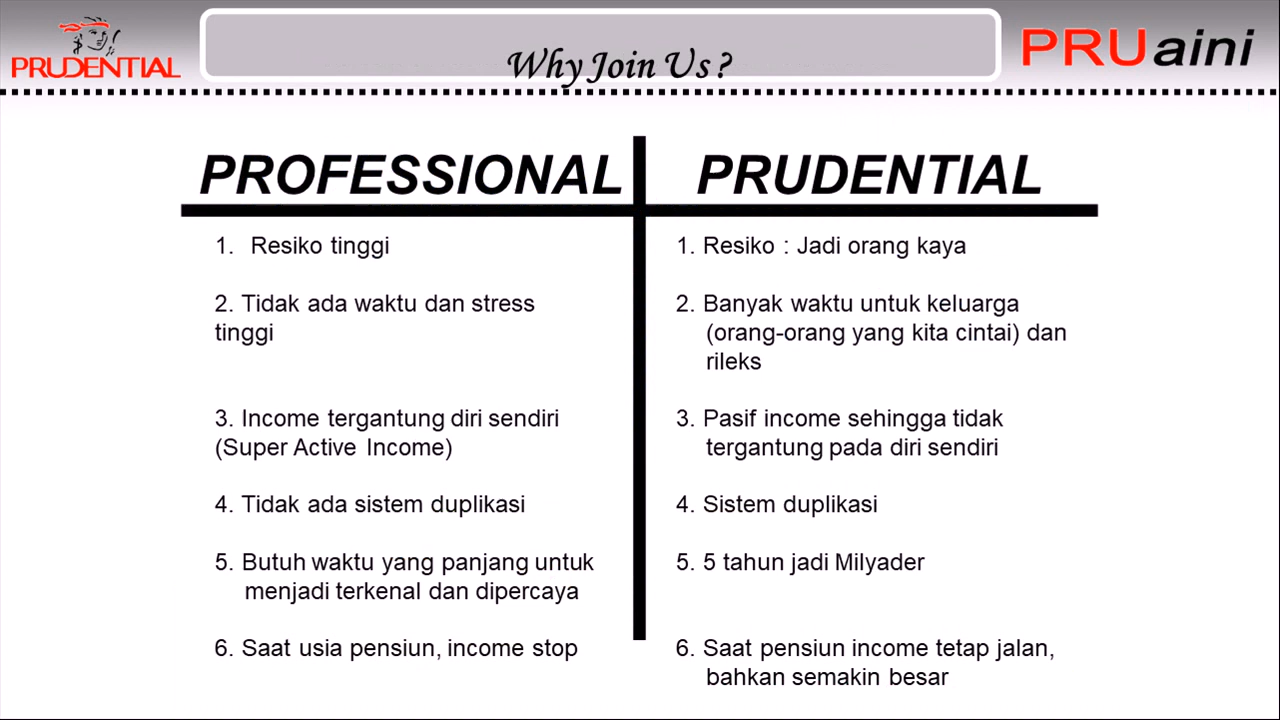 PRUDENTIAL
Why Join Us ?
PRUaini
PROFESSIONAL
1. Resiko tinggi
2. Tidak ada waktu dan stress
tinggi
3. Income tergantung diri sendiri
(Super Active Income)
4. Tidak ada sistem duplikasi
5. Butuh waktu yang panjang untuk
menjadi terkenal dan dipercaya
6. Saat usia pensiun, income stop
PRUDENTIAL
1. Resiko : Jadi orang kaya
2. Banyak waktu untuk keluarga
(orang-orang yang kita cintai) dan
rileks
3. Pasif income sehingga tidak
tergantung pada diri sendiri
4. Sistem duplikasi
5. 5 tahun jadi Milyader
6. Saat pensiun income tetap jalan,
bahkan semakin besar